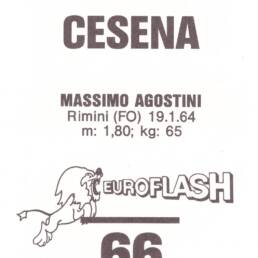 CESENA
MASSIMO AGOSTINI
Rimini (FO) 19.1.64
m: 1,80; kg: 65
EUROFLASH
66